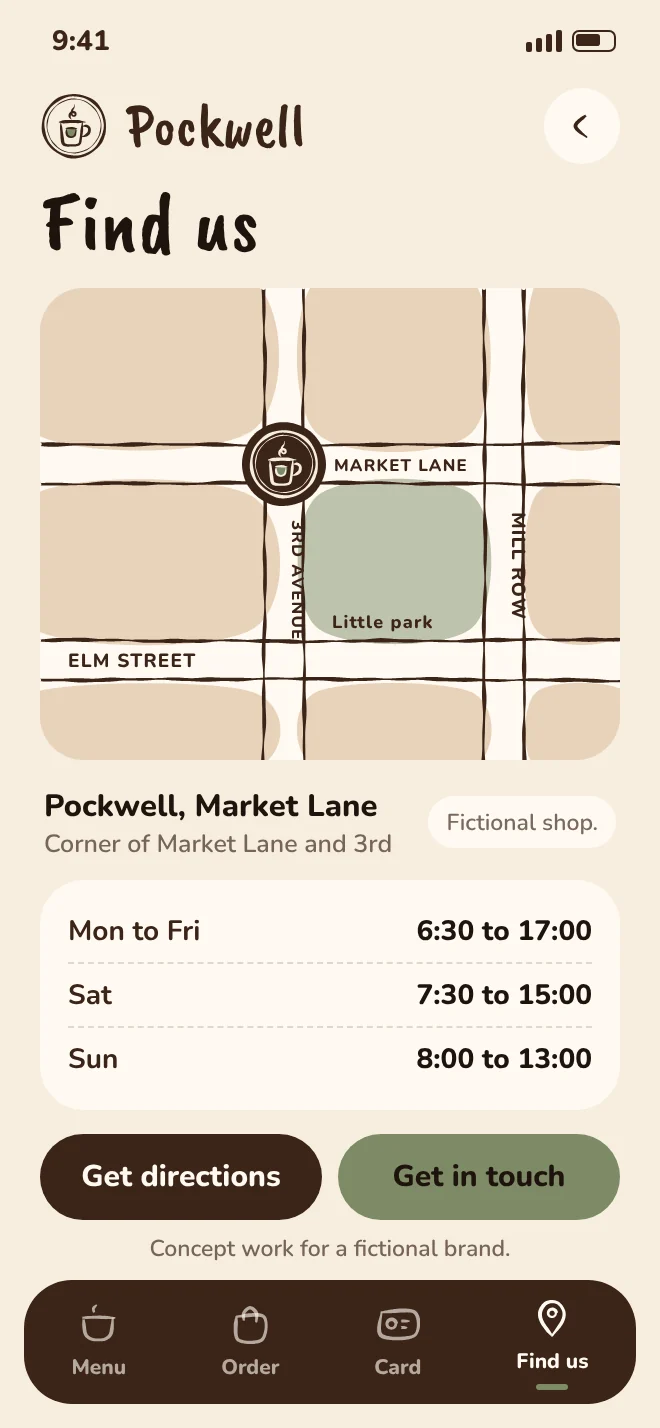 9:41
Pockwell
Find us
MARKET LANE
3RD AVENUE
MILL ROW
Little park
ELM STREET
Pockwell, Market Lane
Corner of Market Lane and 3rd
Fictional shop.
Mon to Fri 6:30 to 17:00
Sat 7:30 to 15:00
Sun 8:00 to 13:00
Get directions Get in touch
Concept work for a fictional brand.
Menu Order Card Find us